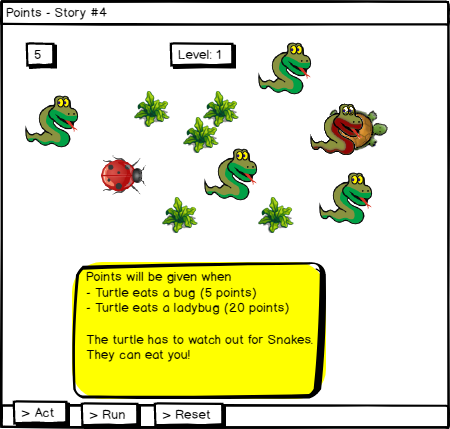 Points - Story #4
5
Level: 1
Points will be given when
- Turtle eats a bug (5 points)
- Turtle eats a ladybug (20 points)
The turtle has to watch out for Snakes.
They can eat you!
> Act
> Run
> Reset